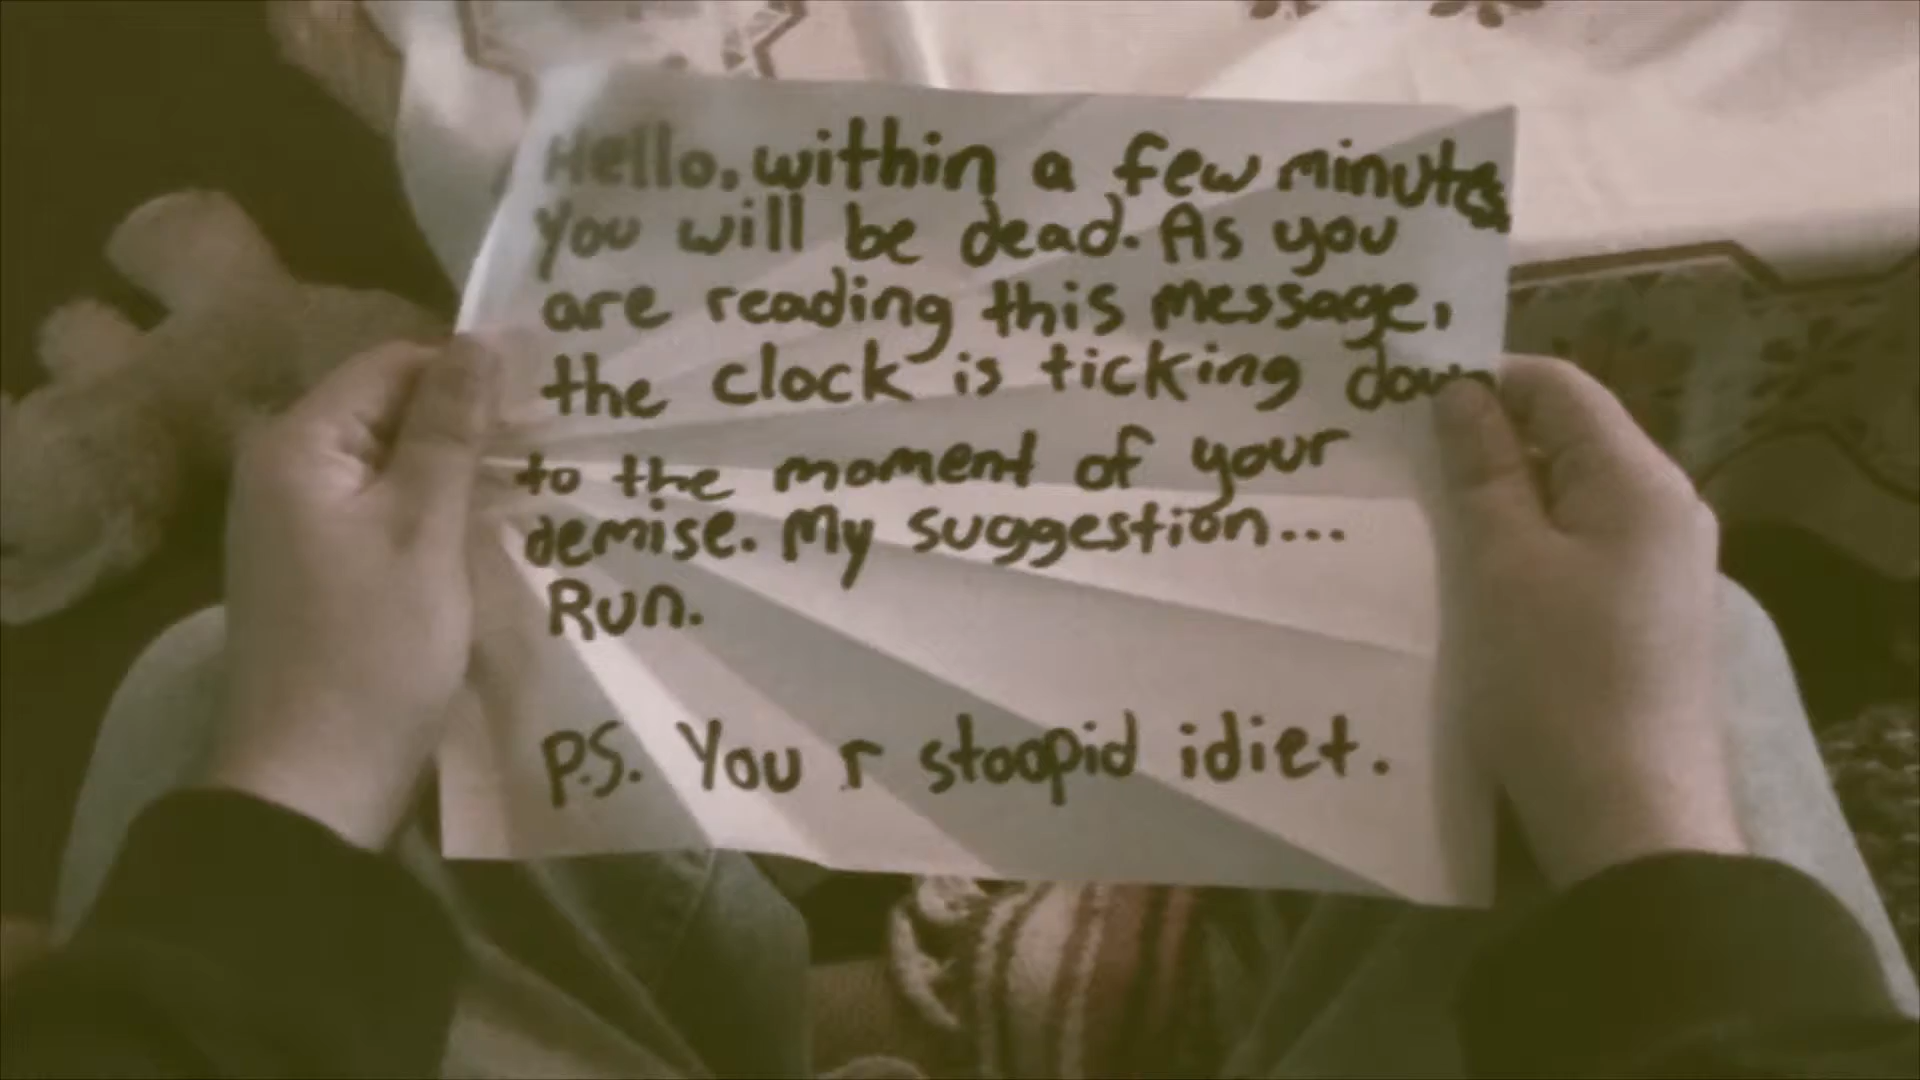 Hello, within a few minutes
you will be dead. As you
are reading this message,
the clock is ticking down
to the moment of your
demise. My suggestion...
Run.
P.S. You r stoopid idiet.